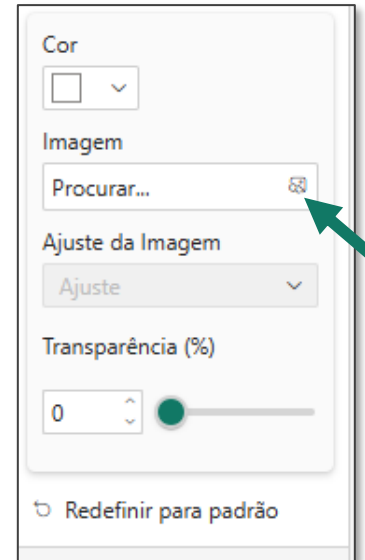 Cor
Imagem
Procurar...
Ajuste da Imagem
Ajuste
Transparência (%)
0
Redefinir para padrão